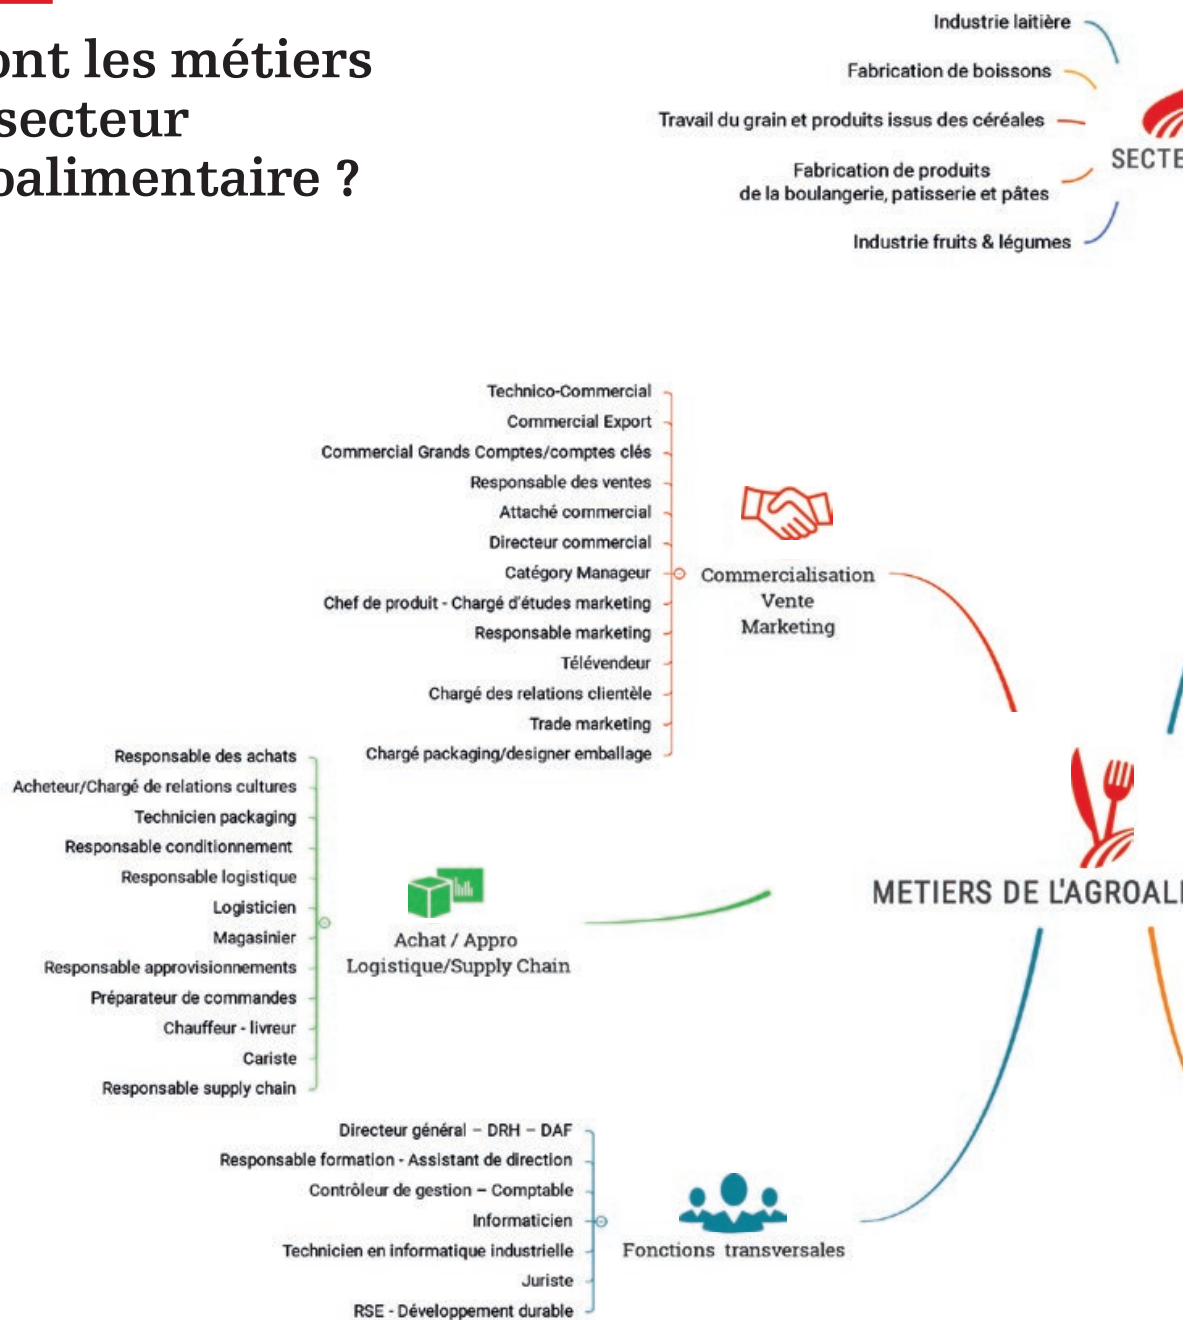 ont les métiers
secteur
oalimentaire ?
Industrie laitière
Fabrication de boissons
Travail du grain et produits issus des céréales
Fabrication de produits
de la boulangerie, patisserie et pâtes
Industrie fruits & légumes
SECTE
Technico-Commercial
Commercial Export
Commercial Grands Comptes/comptes clés
Responsable des ventes
Attaché commercial
Directeur commercial
Catégory Manageur
Chef de produit - Chargé d'études marketing
Responsable marketing
Télévendeur
Chargé des relations clientèle
Trade marketing
Chargé packaging/designer emballage
Commercialisation
Vente
Marketing
Responsable des achats
Acheteur/Chargé de relations cultures
Technicien packaging
Responsable conditionnement
Responsable logistique
Logisticien
Magasinier
Responsable approvisionnements
Préparateur de commandes
Chauffeur - livreur
Cariste
Responsable supply chain
Achat / Appro
Logistique/Supply Chain
METIERS DE L'AGROALI
Directeur général – DRH – DAF
Responsable formation - Assistant de direction
Contrôleur de gestion – Comptable
Informaticien
Technicien en informatique industrielle
Juriste
RSE - Développement durable
Fonctions transversales